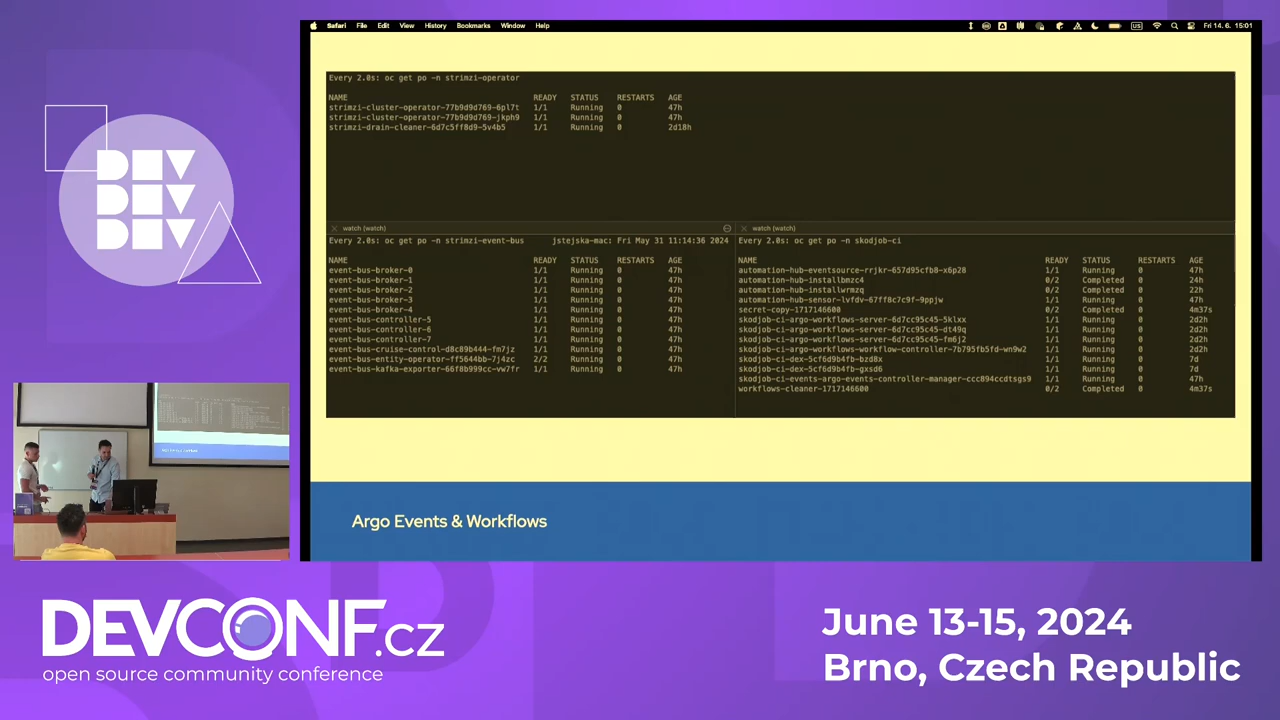 Safari File Edit View History Bookmarks Window Help
US
Fri 14. 6. 15:01
Every 2.0s: oc get po -n strimzi-operator
NAME READY STATUS RESTARTS AGE
strimzi-cluster-operator-77b9d9d769-6pl7t 1/1 Running 0 47h
strimzi-cluster-operator-77b9d9d769-jkph9 1/1 Running 0 47h
strimzi-drain-cleaner-6d7c5ff8d9-5v4b5 1/1 Running 0 2d18h
watch (watch)
Every 2.0s: oc get po -n strimzi-event-bus jstejska-mac: Fri May 31 11:14:36 2024
NAME READY STATUS RESTARTS AGE
event-bus-broker-0 1/1 Running 0 47h
event-bus-broker-1 1/1 Running 0 47h
event-bus-broker-2 1/1 Running 0 47h
event-bus-broker-3 1/1 Running 0 47h
event-bus-broker-4 1/1 Running 0 47h
event-bus-controller-5 1/1 Running 0 47h
event-bus-controller-6 1/1 Running 0 47h
event-bus-controller-7 1/1 Running 0 47h
event-bus-cruise-control-d8c89b444-fm7jz 1/1 Running 0 47h
event-bus-entity-operator-ff5644bb-7j4zc 2/2 Running 0 47h
event-bus-kafka-exporter-66f8b999cc-vw7fr 1/1 Running 0 47h
watch (watch)
Every 2.0s: oc get po -n skodjob-ci
NAME READY STATUS RESTARTS AGE
automation-hub-eventsource-rrjkr-657d95cfb8-x6p28 1/1 Running 0 47h
automation-hub-installbmzc4 0/2 Completed 0 24h
automation-hub-installwrmzq 0/2 Completed 0 22h
automation-hub-sensor-lvfdv-67ff8c7c9f-9ppjw 1/1 Running 0 47h
secret-copy-1717146600 0/2 Completed 0 4m37s
skodjob-ci-argo-workflows-server-6d7cc95c45-5klxx 1/1 Running 0 2d2h
skodjob-ci-argo-workflows-server-6d7cc95c45-dt49q 1/1 Running 0 2d2h
skodjob-ci-argo-workflows-server-6d7cc95c45-fm6j2 1/1 Running 0 2d2h
skodjob-ci-argo-workflows-workflow-controller-7b795fb5fd-wn9w2 1/1 Running 0 2d2h
skodjob-ci-dex-5cf6d9db4f-bzd8x 1/1 Running 0 7d
skodjob-ci-dex-5cf6d9db4f-gxsd6 1/1 Running 0 7d
skodjob-ci-events-argo-events-controller-manager-ccc894ccdtsgs9 1/1 Running 0 47h
workflows-cleaner-1717146600 0/2 Completed 0 4m37s
Argo Events & Workflows
DEV
DEV
DEV
DEVCONF.cz
open source community conference
June 13-15, 2024
Brno, Czech Republic